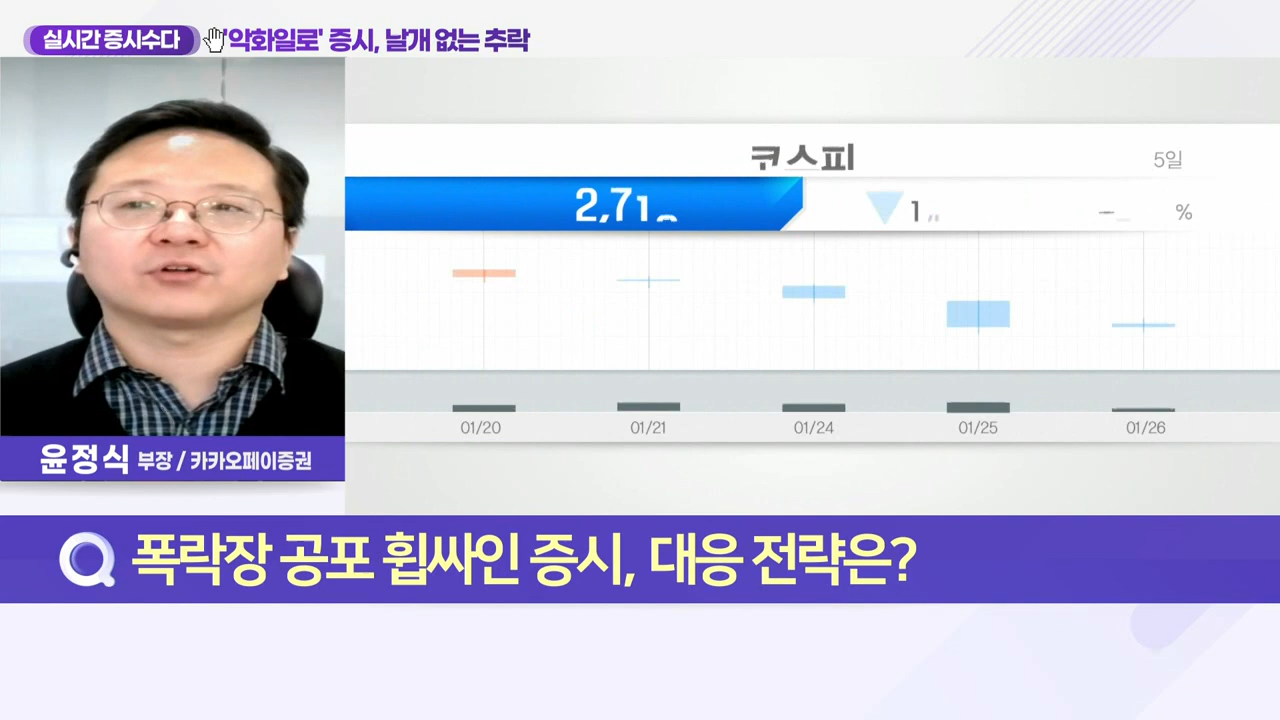 실시간 증시수다 '악화일로' 증시, 날개 없는 추락
코스피
5일
2,71
1
%
01/20 01/21 01/24 01/25 01/26
윤정식 부장 / 카카오페이증권
Q 폭락장 공포 휩싸인 증시, 대응 전략은?